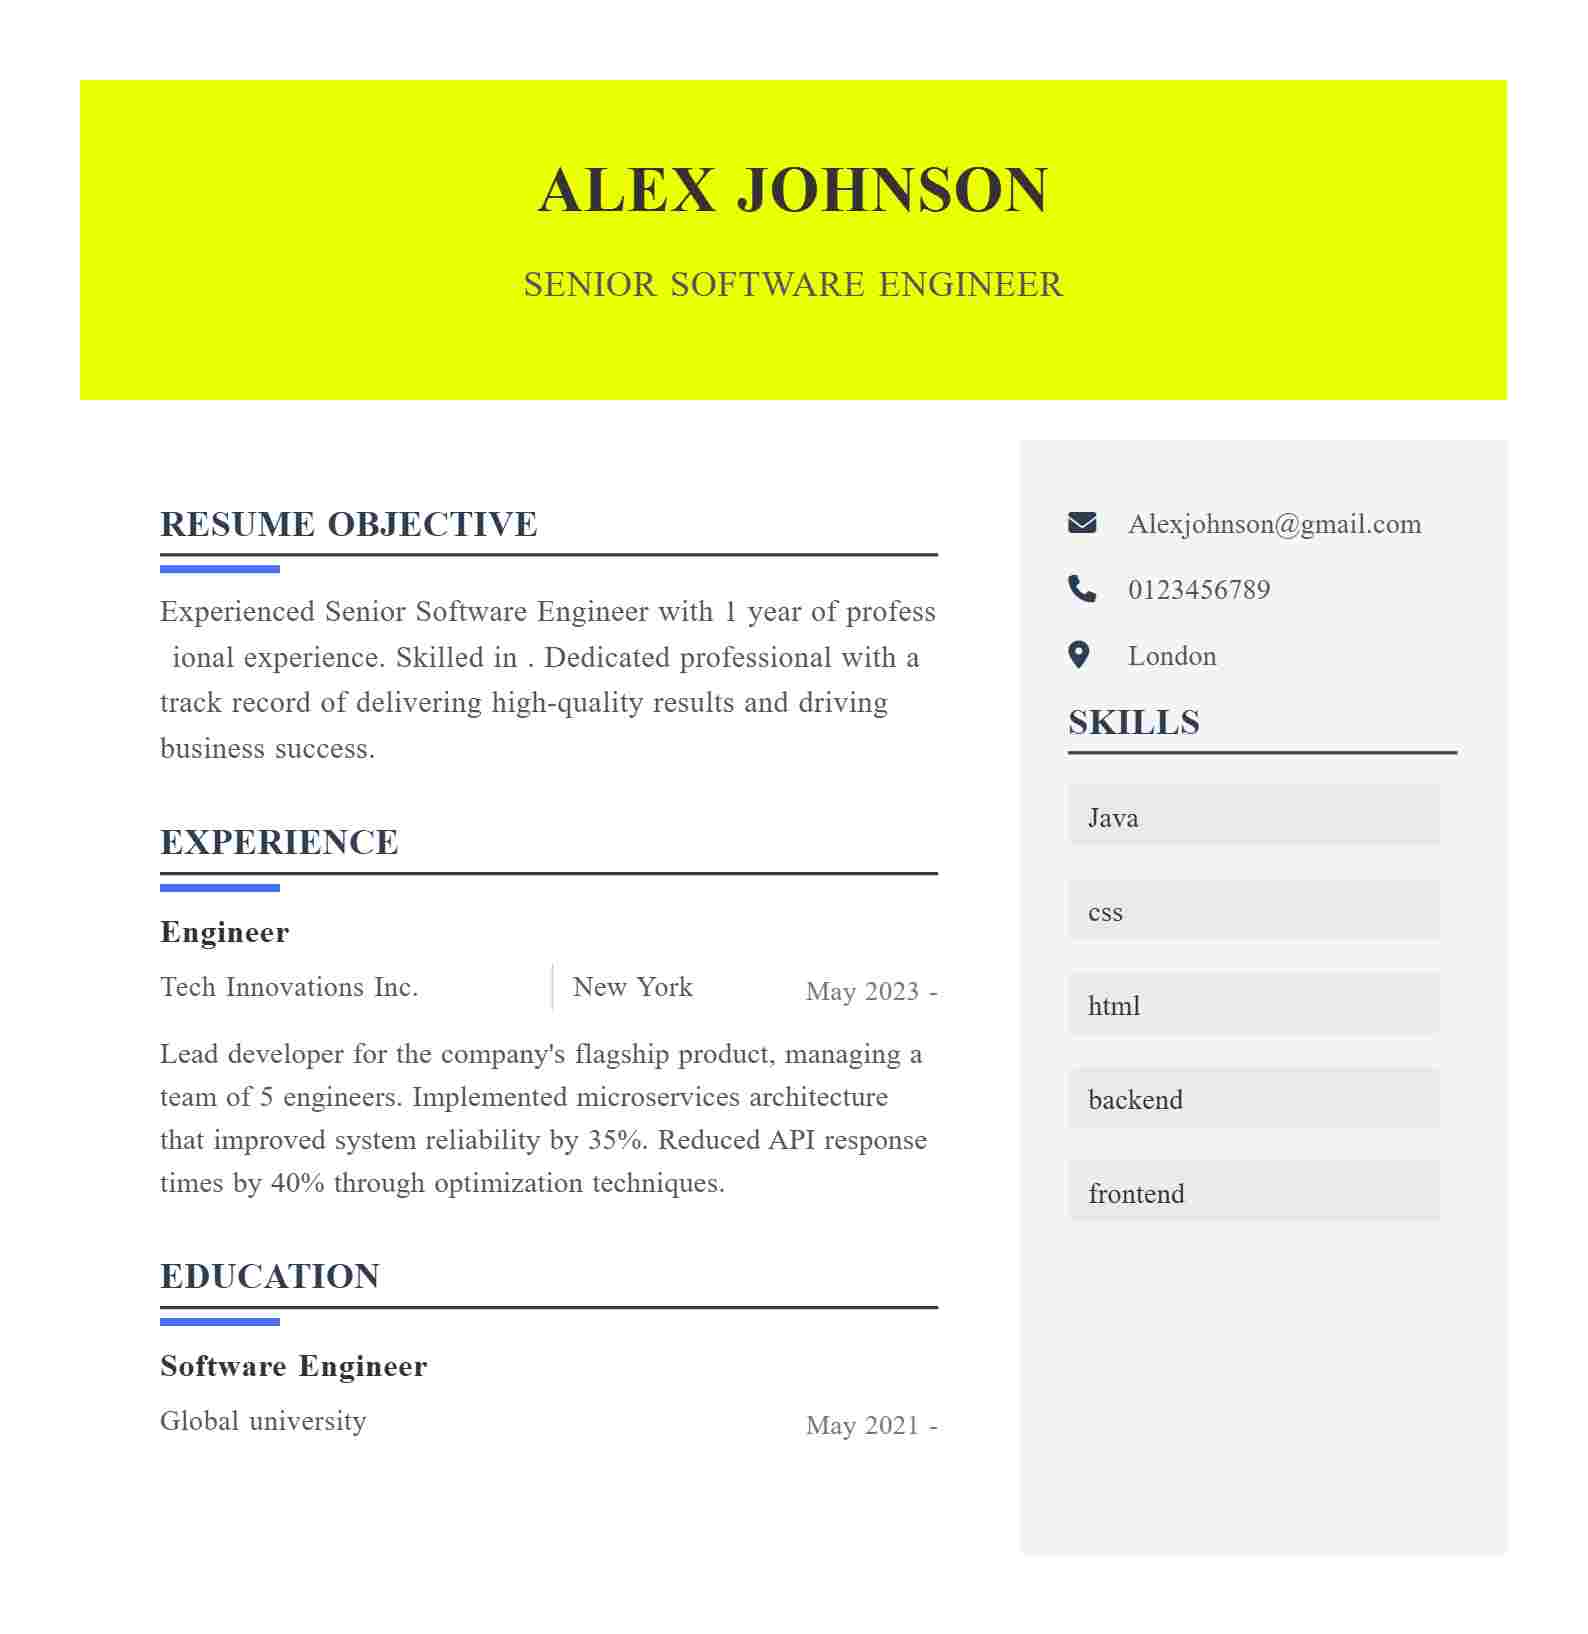 ALEX JOHNSON
SENIOR SOFTWARE ENGINEER
RESUME OBJECTIVE
Experienced Senior Software Engineer with 1 year of profess
ional experience. Skilled in . Dedicated professional with a
track record of delivering high-quality results and driving
business success.
EXPERIENCE
Engineer
Tech Innovations Inc. New York May 2023 -
Lead developer for the company's flagship product, managing a
team of 5 engineers. Implemented microservices architecture
that improved system reliability by 35%. Reduced API response
times by 40% through optimization techniques.
EDUCATION
Software Engineer
Global university May 2021 -
Alexjohnson@gmail.com
0123456789
London
SKILLS
Java
css
html
backend
frontend